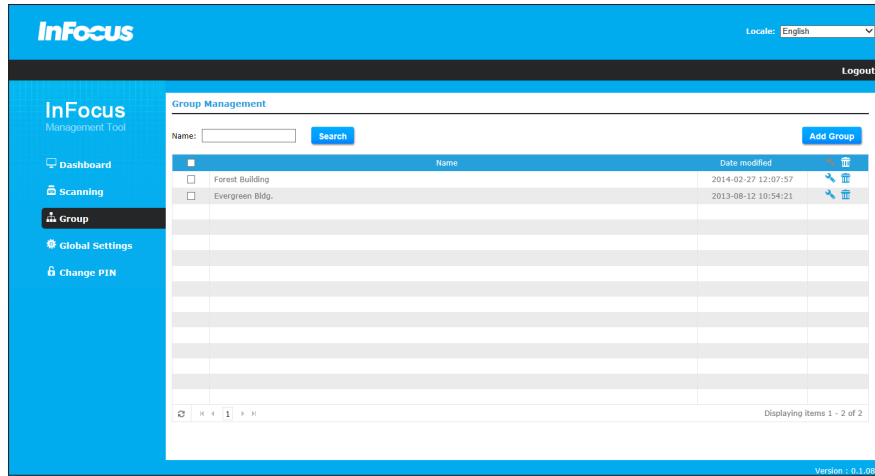 InFocus
Locale: English
Logout
InFocus
Management Tool
Dashboard
Scanning
Group
Global Settings
Change PIN
Group Management
Name: Search Add Group
Name Date modified
Forest Building 2014-02-27 12:07:57
Evergreen Bldg. 2013-08-12 10:54:21
1 Displaying items 1 - 2 of 2
Version : 0.1.08